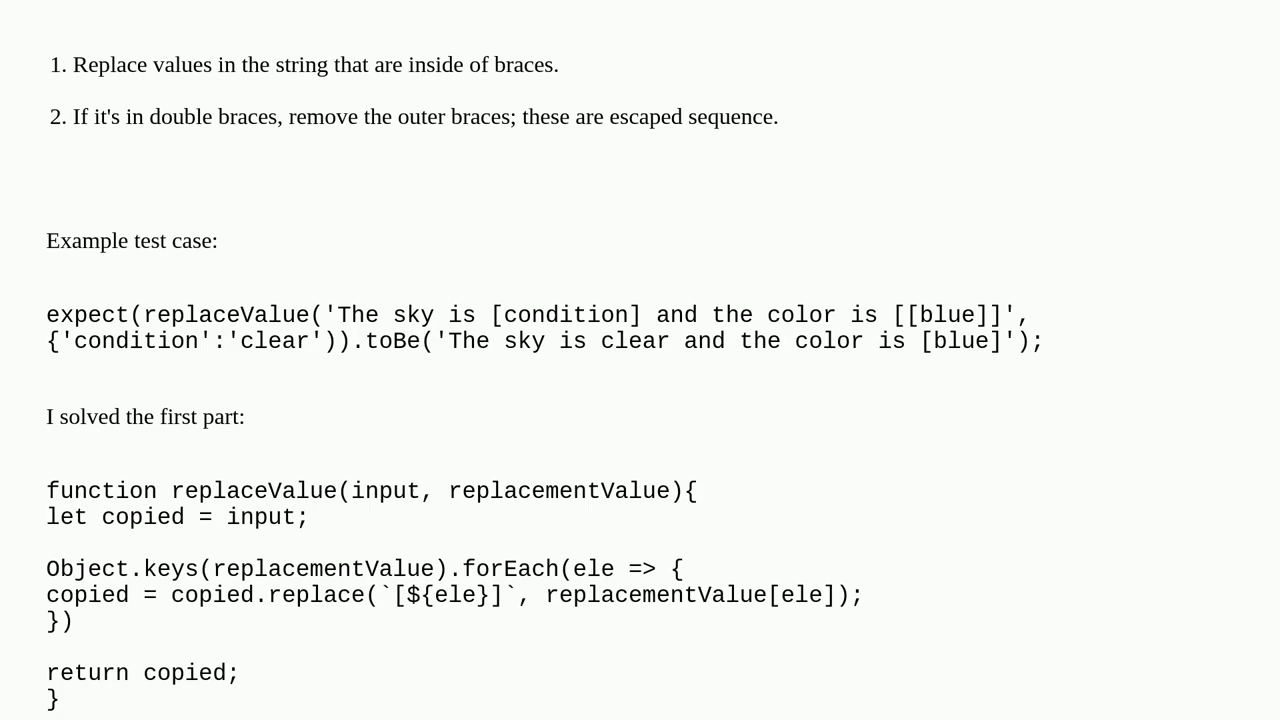 1. Replace values in the string that are inside of braces.
2. If it's in double braces, remove the outer braces; these are escaped sequence.
Example test case:
expect(replaceValue('The sky is [condition] and the color is [[blue]]',
{'condition':'clear')).toBe('The sky is clear and the color is [blue]');
I solved the first part:
function replaceValue(input, replacementValue){
let copied = input;
Object.keys(replacementValue).forEach(ele => {
copied = copied.replace(`[${ele}]`, replacementValue[ele]);
})
return copied;
}